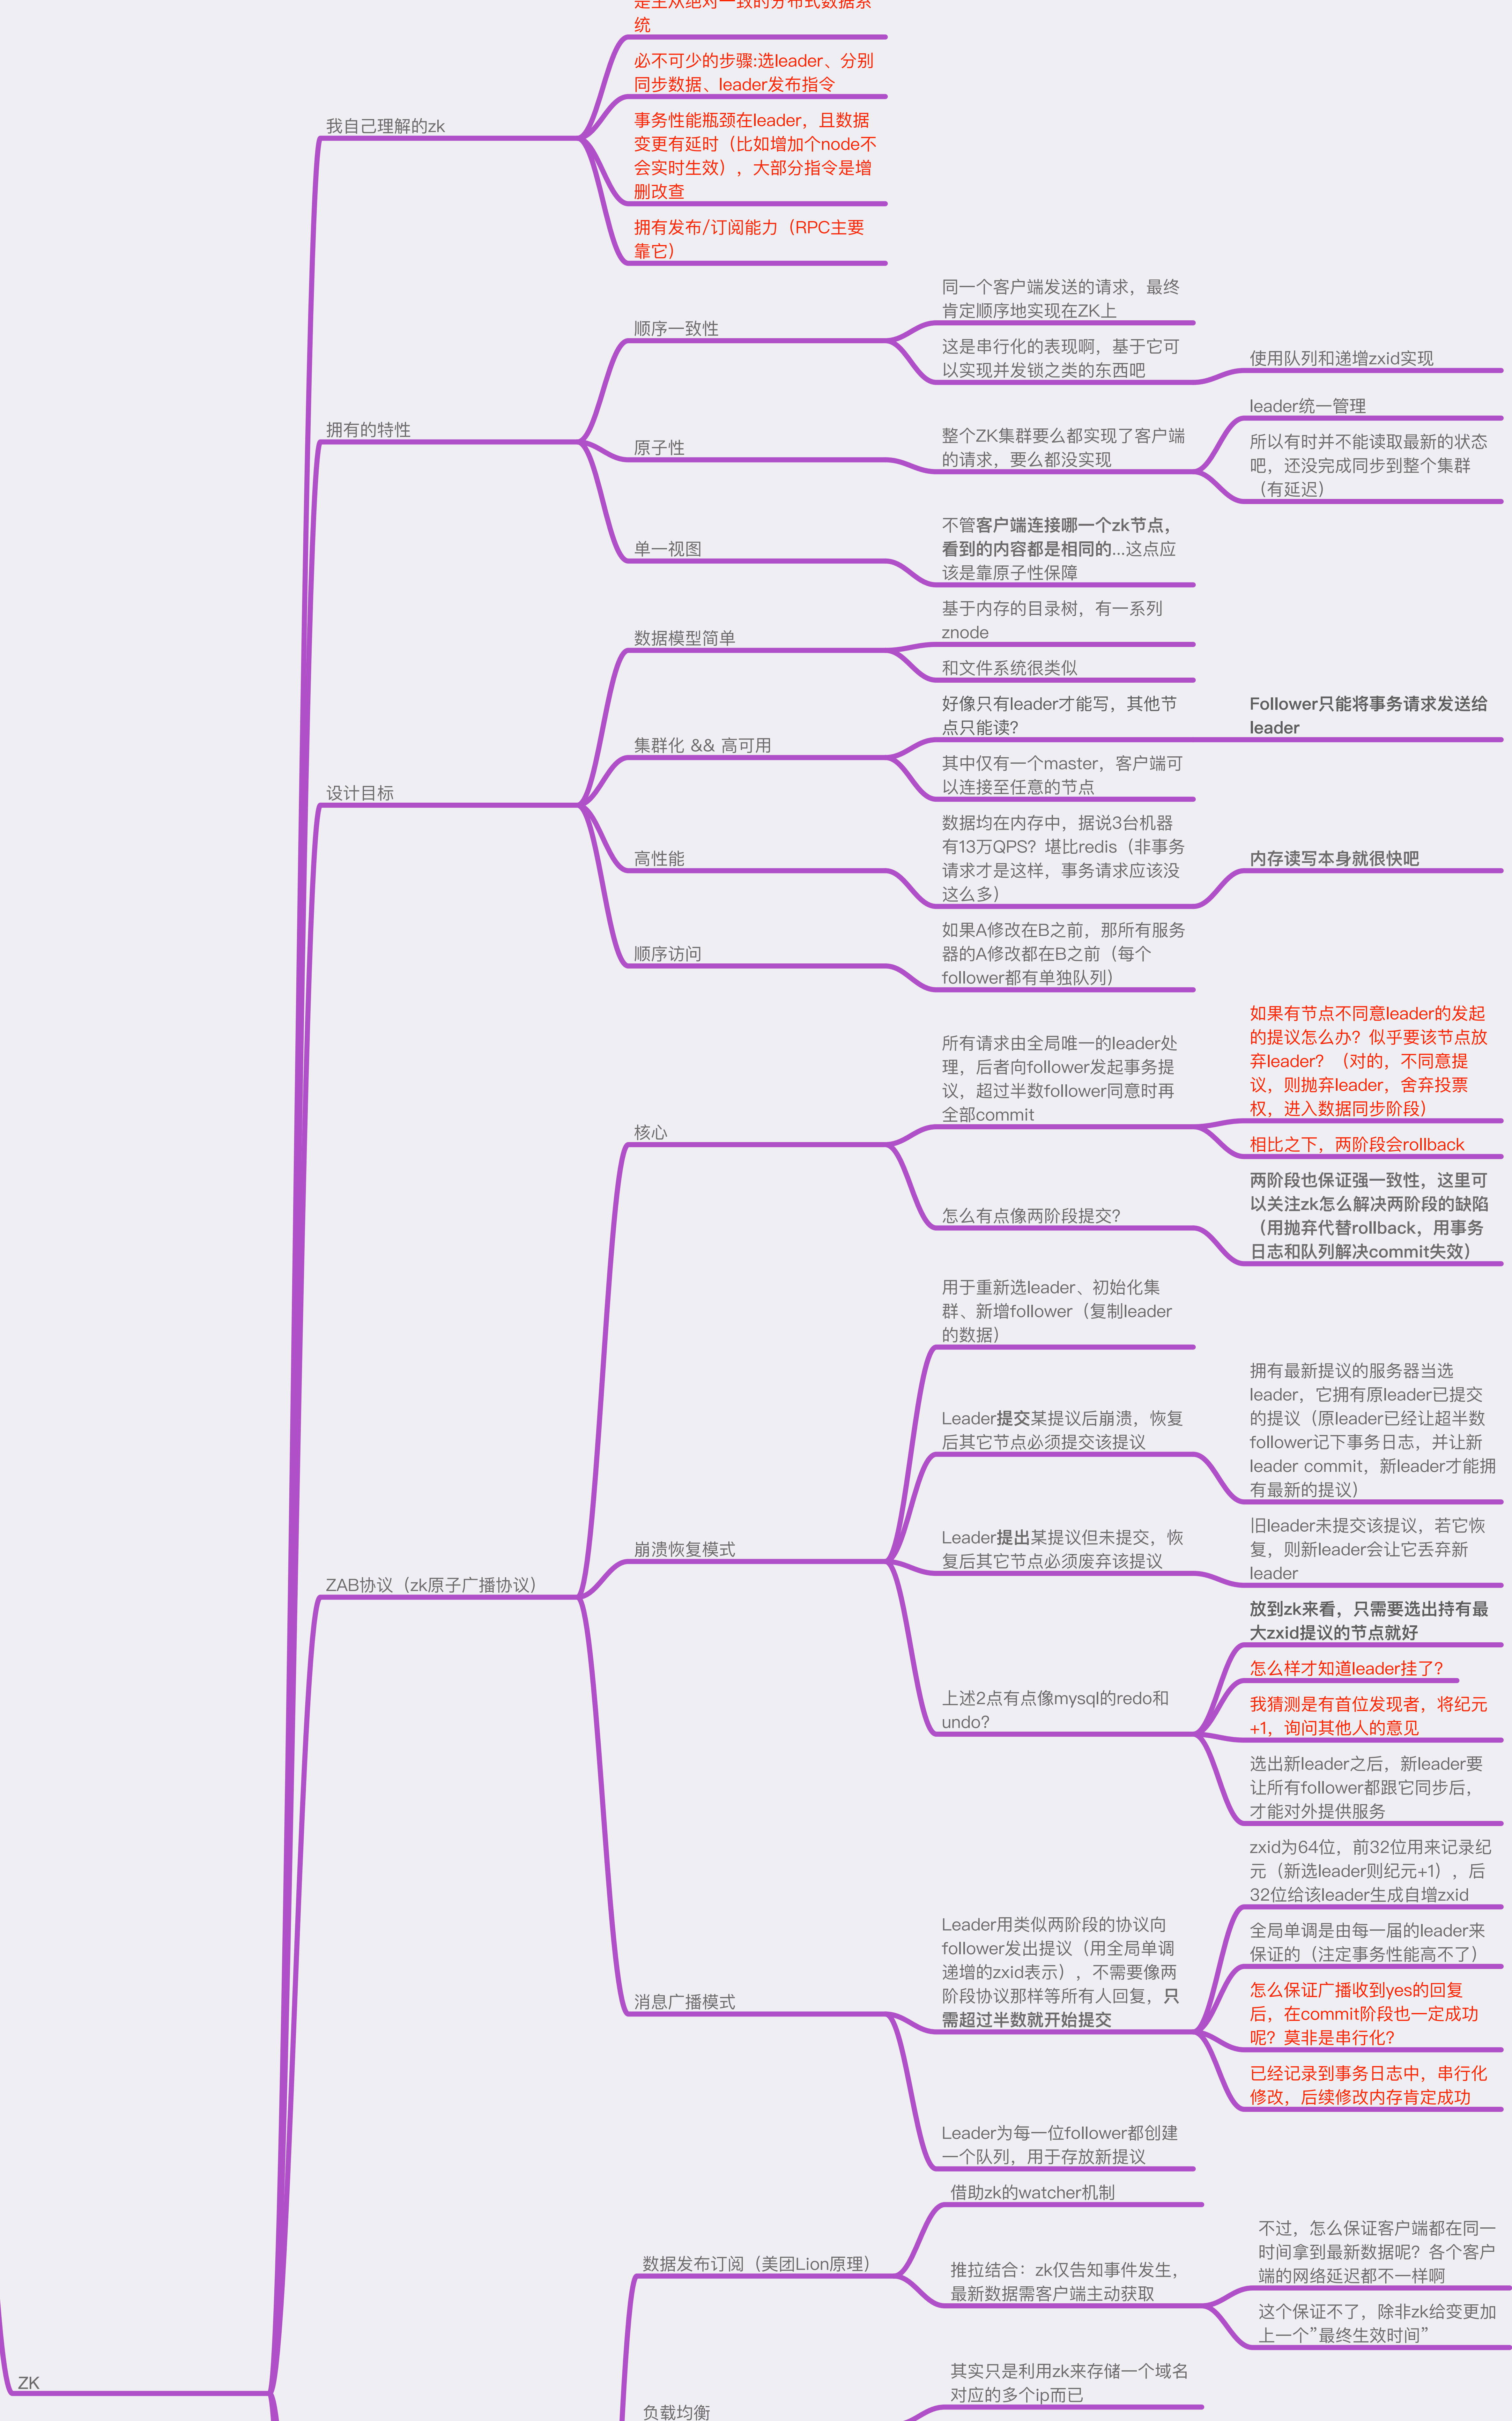 是主从绝对一致的分布式数据系
统
必不可少的步骤:选leader、分别
同步数据、leader发布指令
我自己理解的zk
事务性能瓶颈在leader，且数据
变更有延时（比如增加个node不
会实时生效），大部分指令是增
删改查
拥有发布/订阅能力（RPC主要
靠它）
拥有的特性
顺序一致性
同一个客户端发送的请求，最终
肯定顺序地实现在ZK上
这是串行化的表现啊，基于它可
以实现并发锁之类的东西吧
使用队列和递增zxid实现
原子性
整个ZK集群要么都实现了客户端
的请求，要么都没实现
leader统一管理
所以有时并不能读取最新的状态
吧，还没完成同步到整个集群
（有延迟）
单一视图
不管客户端连接哪一个zk节点，
看到的内容都是相同的...这点应
该是靠原子性保障
设计目标
数据模型简单
基于内存的目录树，有一系列
znode
和文件系统很类似
集群化 && 高可用
好像只有leader才能写，其他节
点只能读？
Follower只能将事务请求发送给
leader
其中仅有一个master，客户端可
以连接至任意的节点
高性能
数据均在内存中，据说3台机器
有13万QPS？堪比redis（非事务
请求才是这样，事务请求应该没
这么多）
内存读写本身就很快吧
顺序访问
如果A修改在B之前，那所有服务
器的A修改都在B之前（每个
follower都有单独队列）
ZAB协议（zk原子广播协议）
核心
所有请求由全局唯一的leader处
理，后者向follower发起事务提
议，超过半数follower同意时再
全部commit
如果有节点不同意leader的发起
的提议怎么办？似乎要该节点放
弃leader？（对的，不同意提
议，则抛弃leader，舍弃投票
权，进入数据同步阶段）
相比之下，两阶段会rollback
怎么有点像两阶段提交？
两阶段也保证强一致性，这里可
以关注zk怎么解决两阶段的缺陷
（用抛弃代替rollback，用事务
日志和队列解决commit失效）
崩溃恢复模式
用于重新选leader、初始化集
群、新增follower（复制leader
的数据）
Leader提交某提议后崩溃，恢复
后其它节点必须提交该提议
拥有最新提议的服务器当选
leader，它拥有原leader已提交
的提议（原leader已经让超半数
follower记下事务日志，并让新
leader commit，新leader才能拥
有最新的提议）
Leader提出某提议但未提交，恢
复后其它节点必须废弃该提议
旧leader未提交该提议，若它恢
复，则新leader会让它丢弃新
leader
上述2点有点像mysql的redo和
undo？
放到zk来看，只需要选出持有最
大zxid提议的节点就好
怎么样才知道leader挂了？
我猜测是有首位发现者，将纪元
+1，询问其他人的意见
选出新leader之后，新leader要
让所有follower都跟它同步后，
才能对外提供服务
消息广播模式
Leader用类似两阶段的协议向
follower发出提议（用全局单调
递增的zxid表示），不需要像两
阶段协议那样等所有人回复，只
需超过半数就开始提交
zxid为64位，前32位用来记录纪
元（新选leader则纪元+1），后
32位给该leader生成自增zxid
全局单调是由每一届的leader来
保证的（注定事务性能高不了）
怎么保证广播收到yes的回复
后，在commit阶段也一定成功
呢？莫非是串行化？
已经记录到事务日志中，串行化
修改，后续修改内存肯定成功
Leader为每一位follower都创建
一个队列，用于存放新提议
数据发布订阅（美团Lion原理）
借助zk的watcher机制
推拉结合：zk仅告知事件发生，
最新数据需客户端主动获取
不过，怎么保证客户端都在同一
时间拿到最新数据呢？各个客户
端的网络延迟都不一样啊
这个保证不了，除非zk给变更加
上一个”最终生效时间”
ZK
负载均衡
其实只是利用zk来存储一个域名
对应的多个ip而已